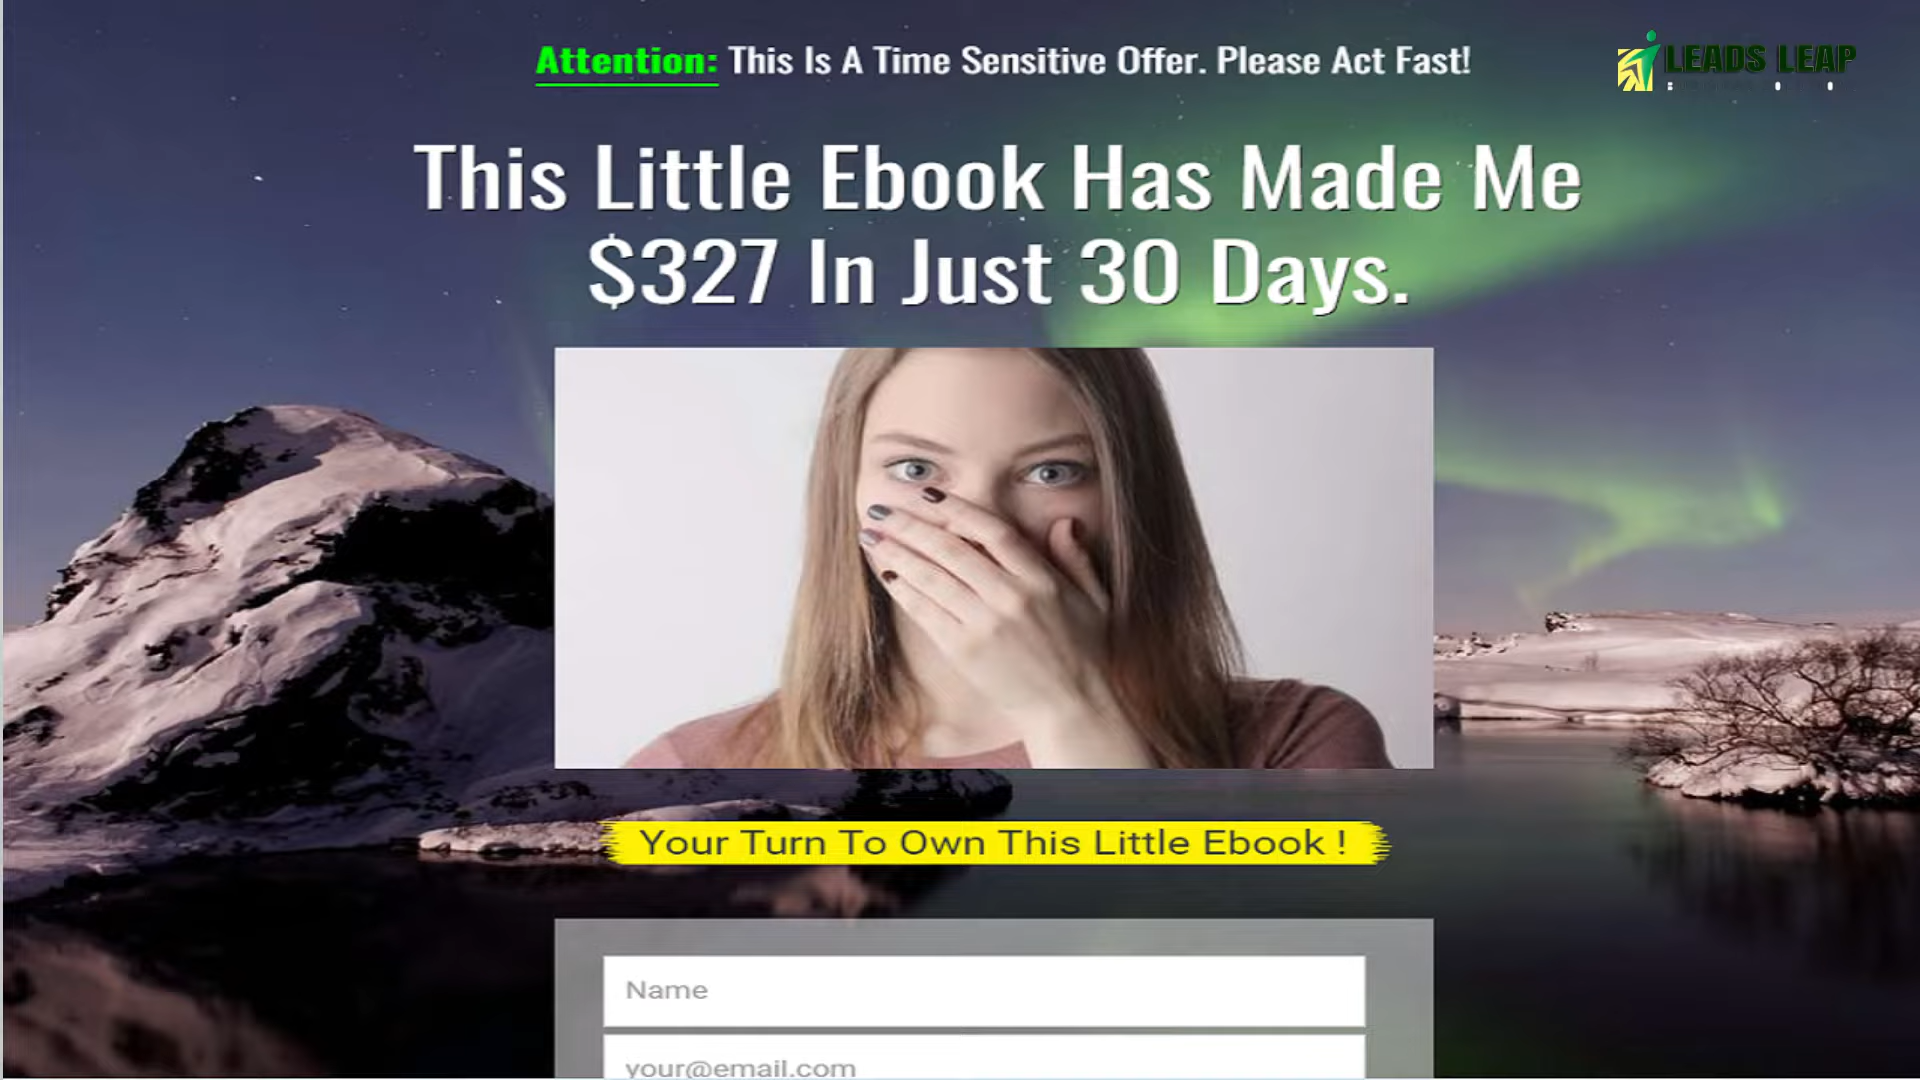 Attention: This Is A Time Sensitive Offer. Please Act Fast!
LEADS LEAP
This Little Ebook Has Made Me
$327 In Just 30 Days.
Your Turn To Own This Little Ebook !
Name
your@email.com